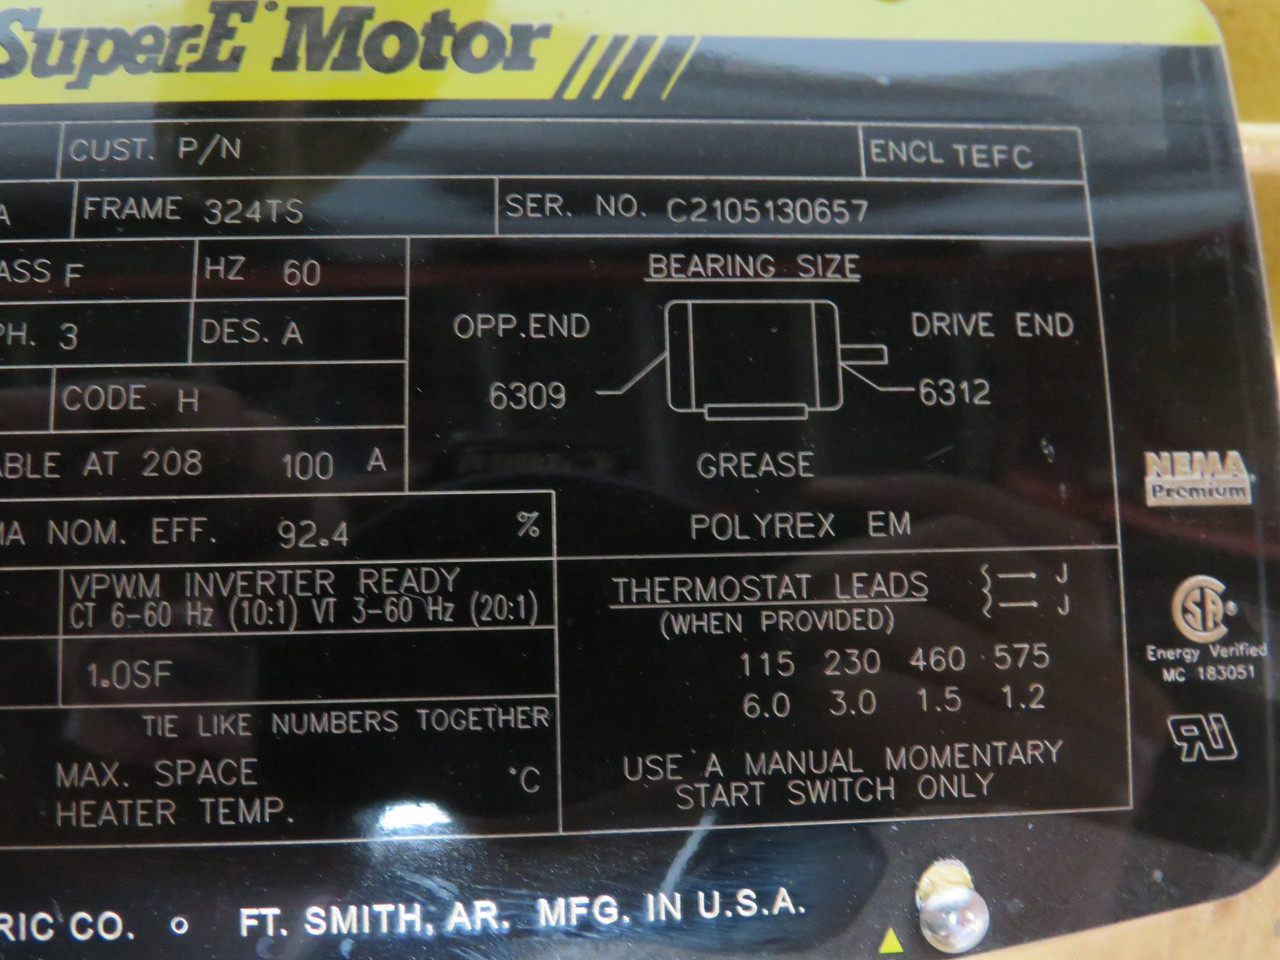 Super-E® Motor
CUST. P/N
ENCL TEFC
A
FRAME 324TS
SER. NO. C2105130657
ASS F
HZ 60
BEARING SIZE
PH. 3
DES. A
OPP.END
DRIVE END
CODE H
6309
6312
ABLE AT 208 100 A
GREASE
MA NOM. EFF. 92.4 %
POLYREX EM
VPWM INVERTER READY
CT 6-60 Hz (10:1) VT 3-60 Hz (20:1)
THERMOSTAT LEADS J
J
(WHEN PROVIDED)
1.0SF
115 230 460 575
6.0 3.0 1.5 1.2
TIE LIKE NUMBERS TOGETHER
MAX. SPACE
HEATER TEMP.
°C
USE A MANUAL MOMENTARY
START SWITCH ONLY
NEMA
Premium
SA®
Energy Verified
MC 183051
RIC CO. o FT. SMITH, AR. MFG. IN U.S.A.